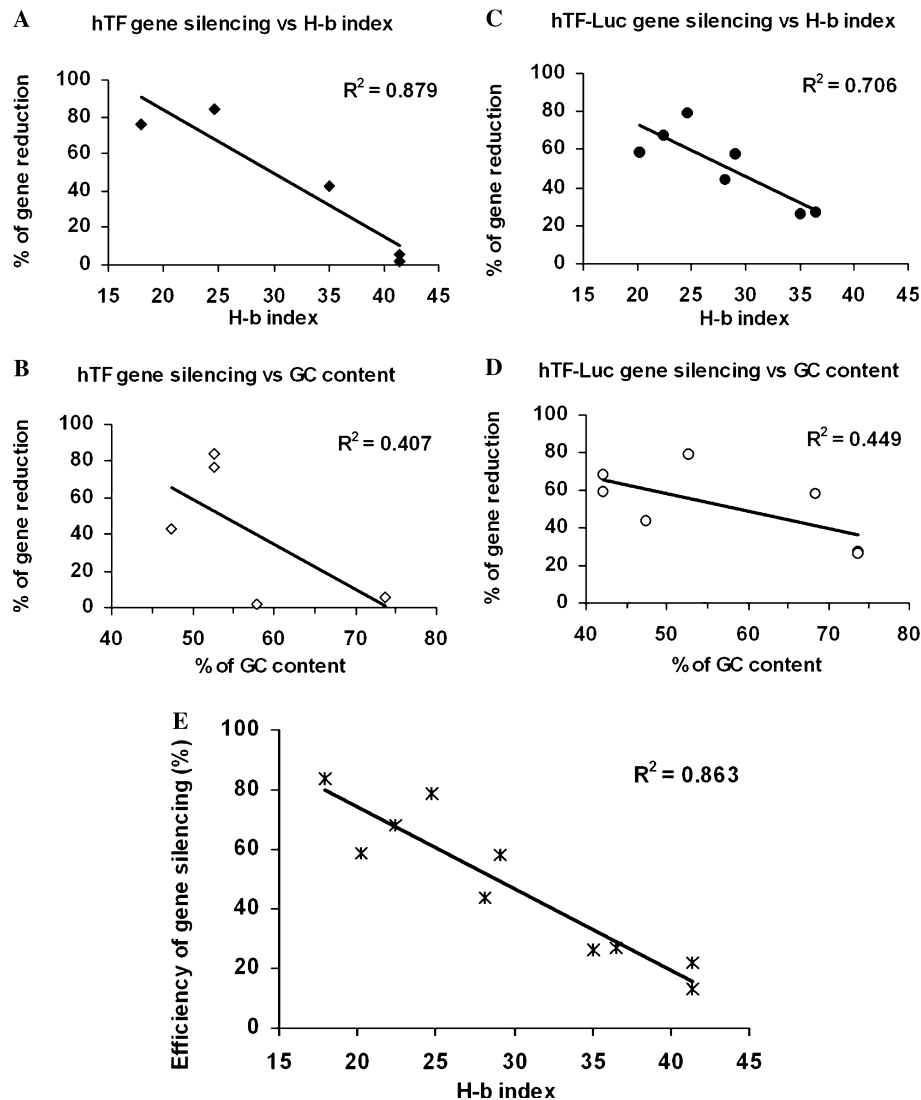 A
hTF gene silencing vs H-b index
% of gene reduction
100
80
60
40
20
0
R² = 0.879
15 20 25 30 35 40 45
H-b index
C
hTF-Luc gene silencing vs H-b index
% of gene reduction
100
80
60
40
20
0
R² = 0.706
15 20 25 30 35 40 45
H-b index
B
hTF gene silencing vs GC content
% of gene reduction
100
80
60
40
20
0
R² = 0.407
40 50 60 70 80
% of GC content
D
hTF-Luc gene silencing vs GC content
% of gene reduction
100
80
60
40
20
0
R² = 0.449
40 50 60 70 80
% of GC content
E
Efficiency of gene silencing (%)
100
80
60
40
20
0
R² = 0.863
15 20 25 30 35 40 45
H-b index